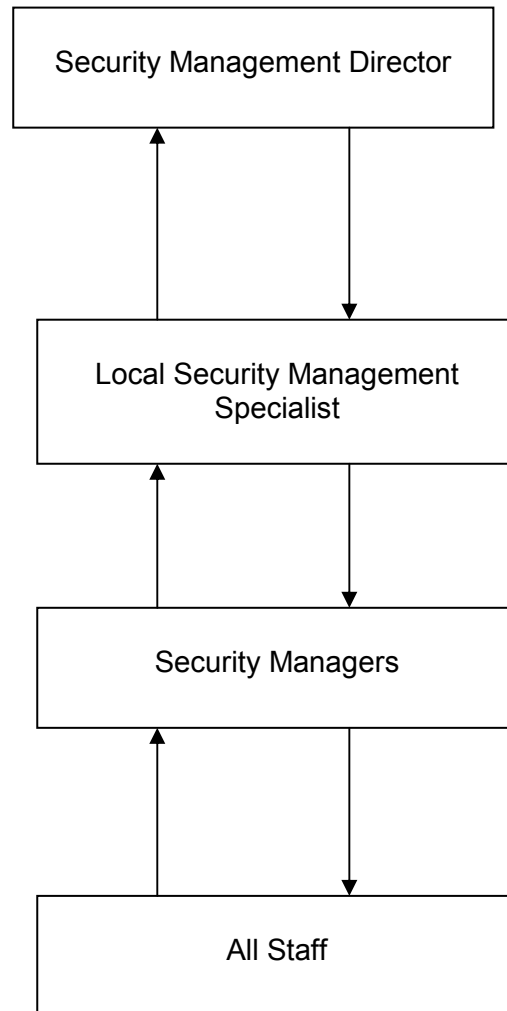 Security Management Director
Local Security Management
Specialist
Security Managers
All Staff